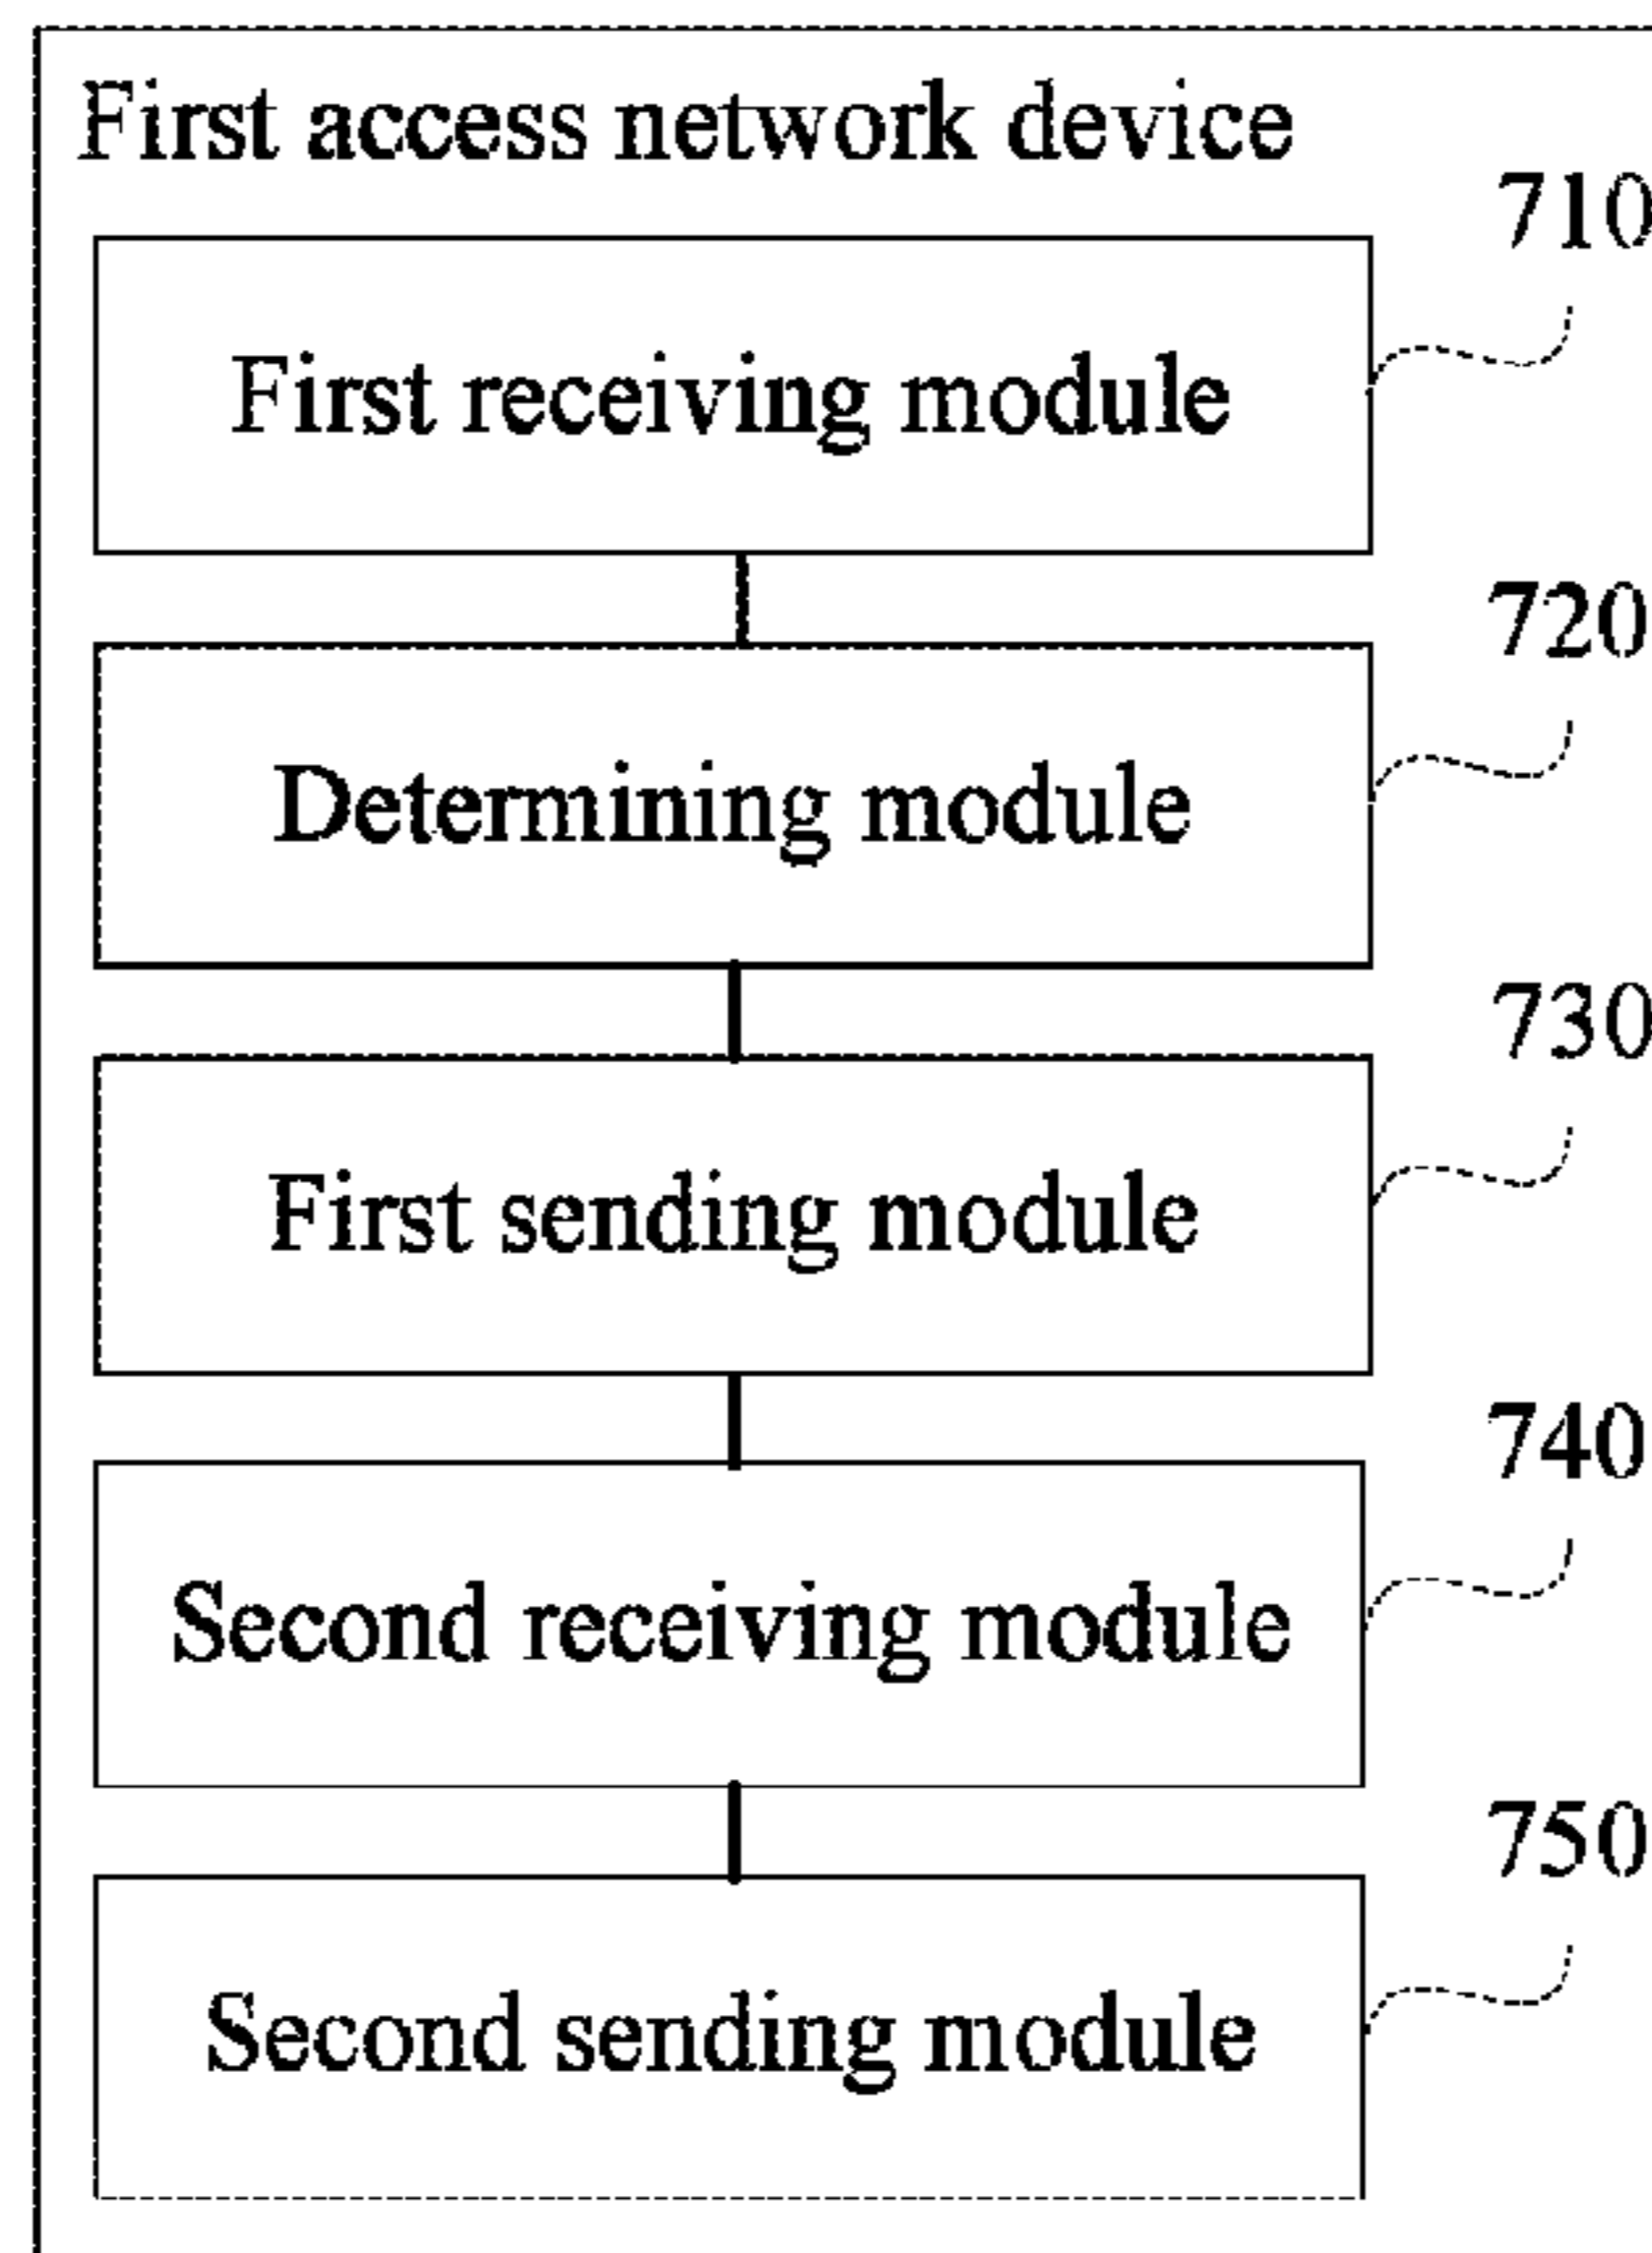 First access network device
710
First receiving module
720
Determining module
730
First sending module
740
Second receiving module
750
Second sending module